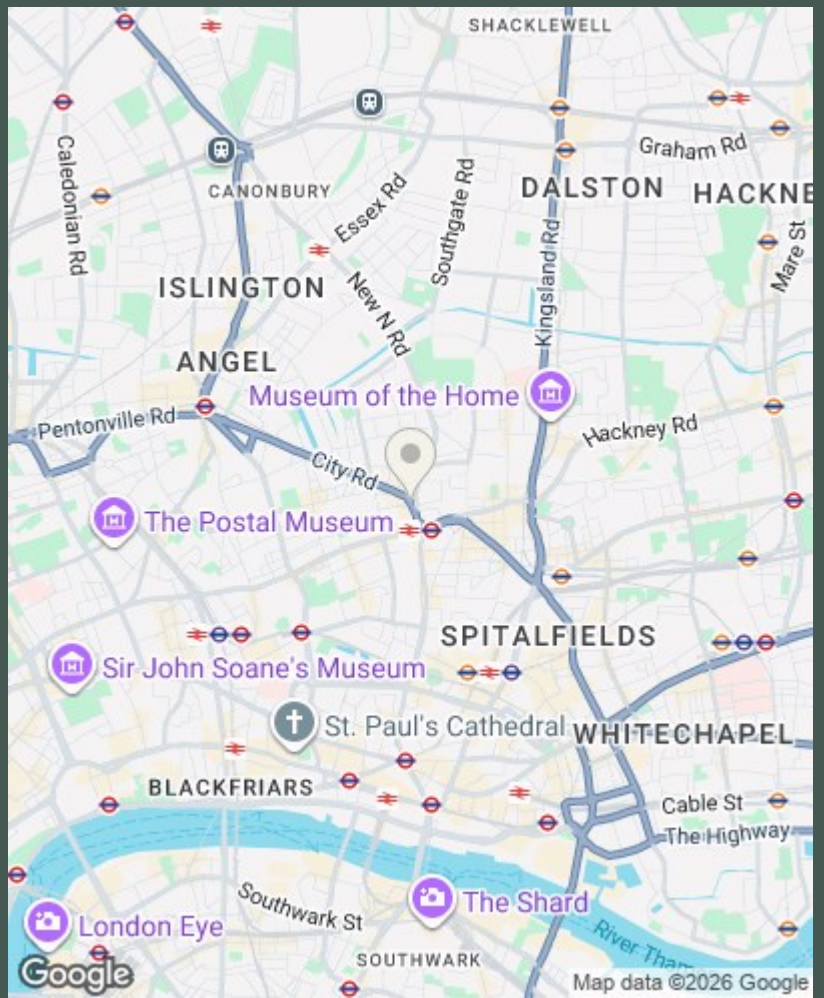 SHACKLEWELL
Caledonian Rd
CANONBURY
Essex Rd
Southgate Rd
Graham Rd
DALSTON
HACKNE
Mare St
Kingsland Rd
ISLINGTON
New N Rd
ANGEL
Museum of the Home
Pentonville Rd
Hackney Rd
City Rd
The Postal Museum
SPITALFIELDS
Sir John Soane's Museum
St. Paul's Cathedral
WHITECHAPEL
BLACKFRIARS
Cable St
The Highway
Southwark St
The Shard
London Eye
River Tham
SOUTHWARK
Google
Map data ©2026 Google